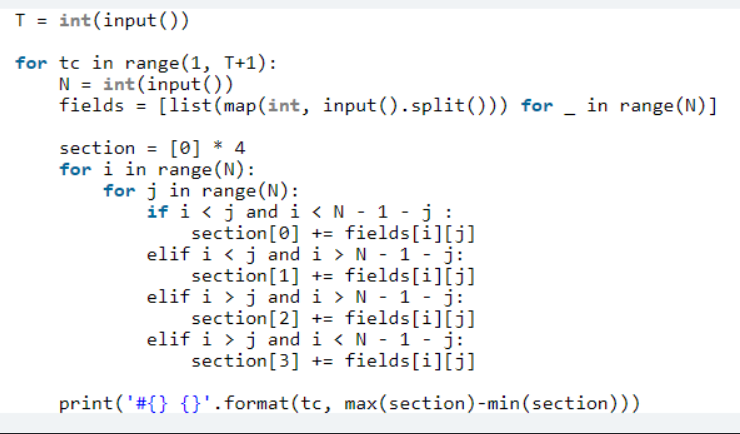 T = int(input())
for tc in range(1, T+1):
    N = int(input())
    fields = [list(map(int, input().split())) for _ in range(N)]
    section = [0] * 4
    for i in range(N):
        for j in range(N):
            if i < j and i < N - 1 - j :
                section[0] += fields[i][j]
            elif i < j and i > N - 1 - j:
                section[1] += fields[i][j]
            elif i > j and i > N - 1 - j:
                section[2] += fields[i][j]
            elif i > j and i < N - 1 - j:
                section[3] += fields[i][j]
    print('#{} {}'.format(tc, max(section)-min(section)))